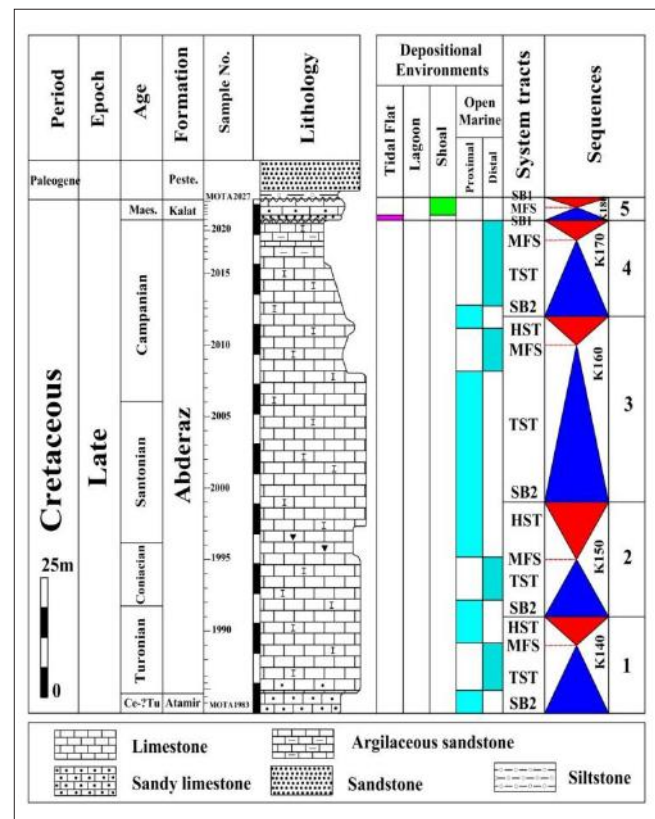 Period
Epoch
Age
Formation
Sample No.
Lithology
Depositional
Environments
Tidal Flat
Lagoon
Shoal
Open
Marine
Proximal
Distal
System tracts
Sequences
Paleogene
Peste.
MOTA2027
SB1
Maes.
Kalat
MFS
K180
5
SB1
2020
MFS
K170
4
2015
TST
Campanian
SB2
HST
2010
MFS
K160
3
Cretaceous
Late
Abderaz
2005
TST
Santonian
2000
SB2
HST
K150
2
25m
1995
MFS
Coniacian
TST
SB2
1990
HST
Turonian
MFS
K140
1
0
TST
Ce-?Tu
Atamir
MOTA1983
SB2
Limestone
Argilaceous sandstone
Sandy limestone
Sandstone
Siltstone